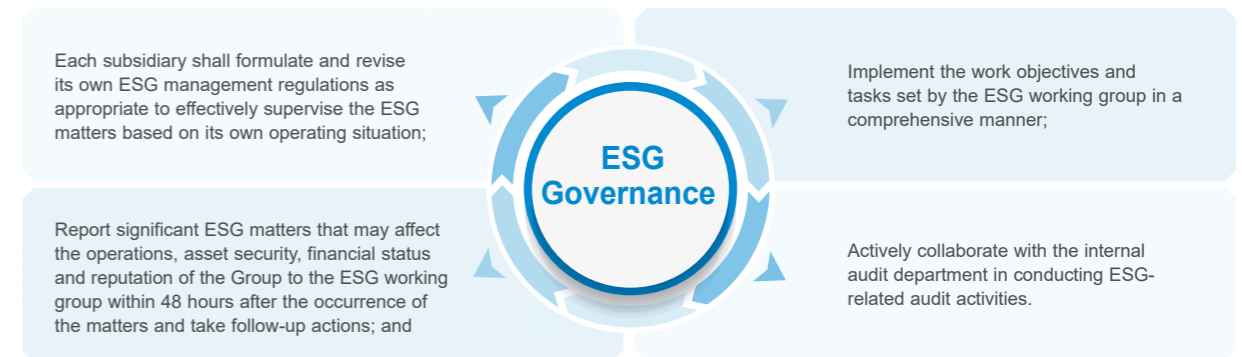 Each subsidiary shall formulate and revise
its own ESG management regulations as
appropriate to effectively supervise the ESG
matters based on its own operating situation;
Implement the work objectives and
tasks set by the ESG working group in a
comprehensive manner;
ESG
Governance
Report significant ESG matters that may affect
the operations, asset security, financial status
and reputation of the Group to the ESG working
group within 48 hours after the occurrence of
the matters and take follow-up actions; and
Actively collaborate with the internal
audit department in conducting ESG-
related audit activities.